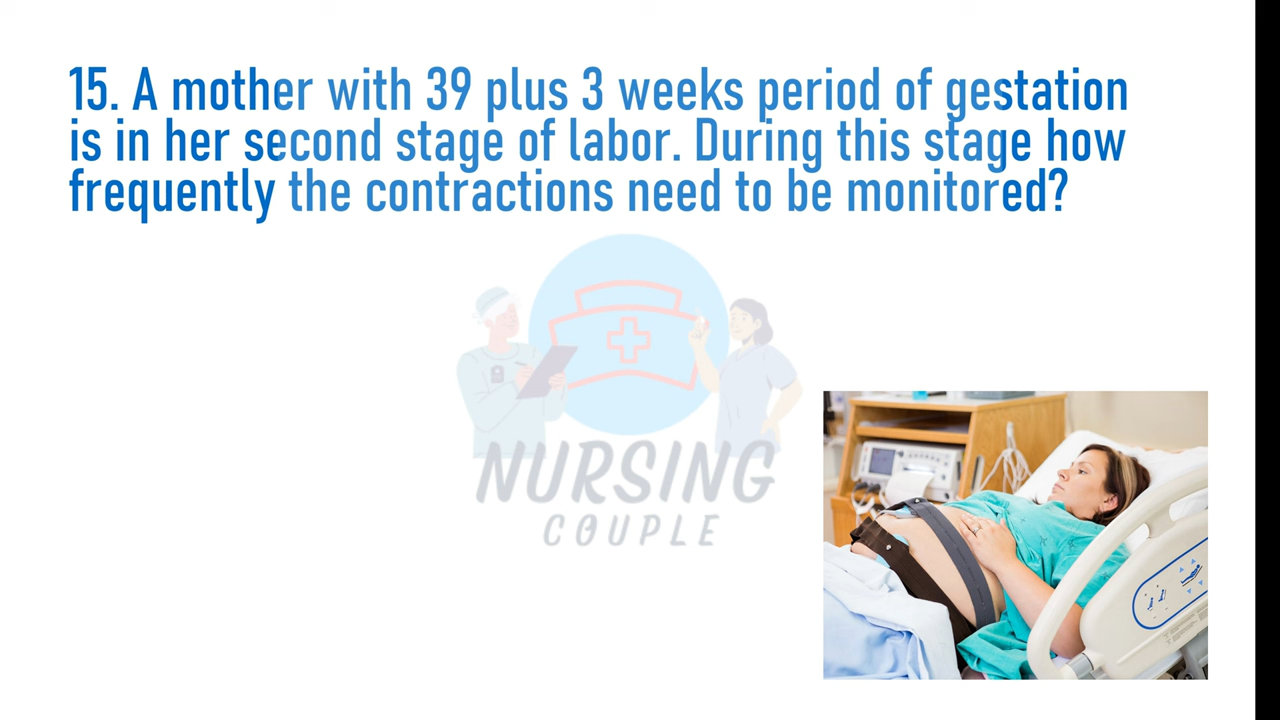 15. A mother with 39 plus 3 weeks period of gestation
is in her second stage of labor. During this stage how
frequently the contractions need to be monitored?
NURSING
COUPLE